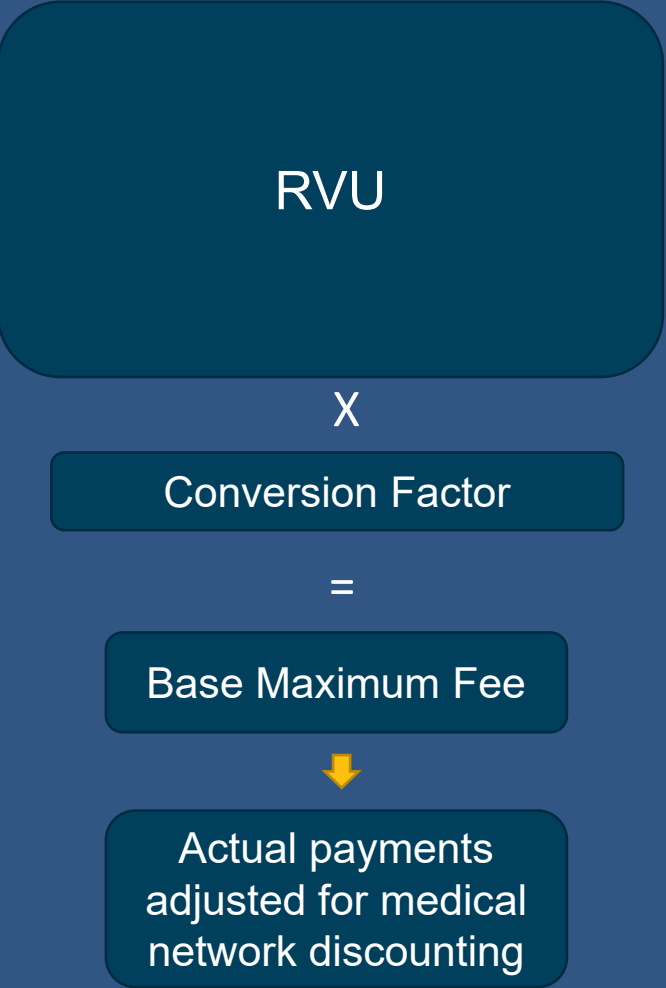 RVU
X
Conversion Factor
=
Base Maximum Fee
Actual payments
adjusted for medical
network discounting